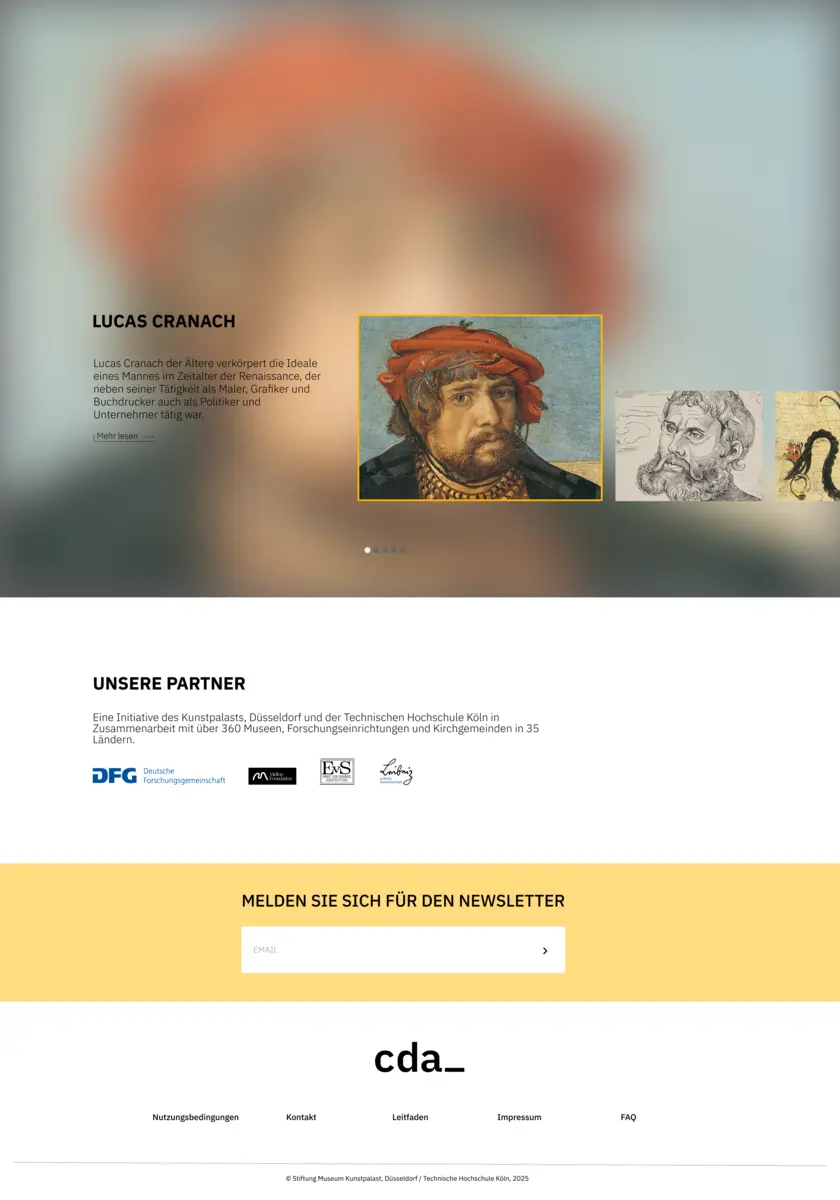 LUCAS CRANACH
Lucas Cranach der Ältere verkörpert die Ideale
eines Mannes im Zeitalter der Renaissance, der
neben seiner Tätigkeit als Maler, Grafiker und
Buchdrucker auch als Politiker und
Unternehmer tätig war.
Mehr lesen
UNSERE PARTNER
Eine Initiative des Kunstpalasts, Düsseldorf und der Technischen Hochschule Köln in
Zusammenarbeit mit über 360 Museen, Forschungseinrichtungen und Kirchgemeinden in 35
Ländern.
DFG Deutsche
Forschungsgemeinschaft
Mellon
Foundation
EvS
Leibniz
MELDEN SIE SICH FÜR DEN NEWSLETTER
EMAIL
cda_
Nutzungsbedingungen Kontakt Leitfaden Impressum FAQ
© Stiftung Museum Kunstpalast, Düsseldorf / Technische Hochschule Köln, 2025